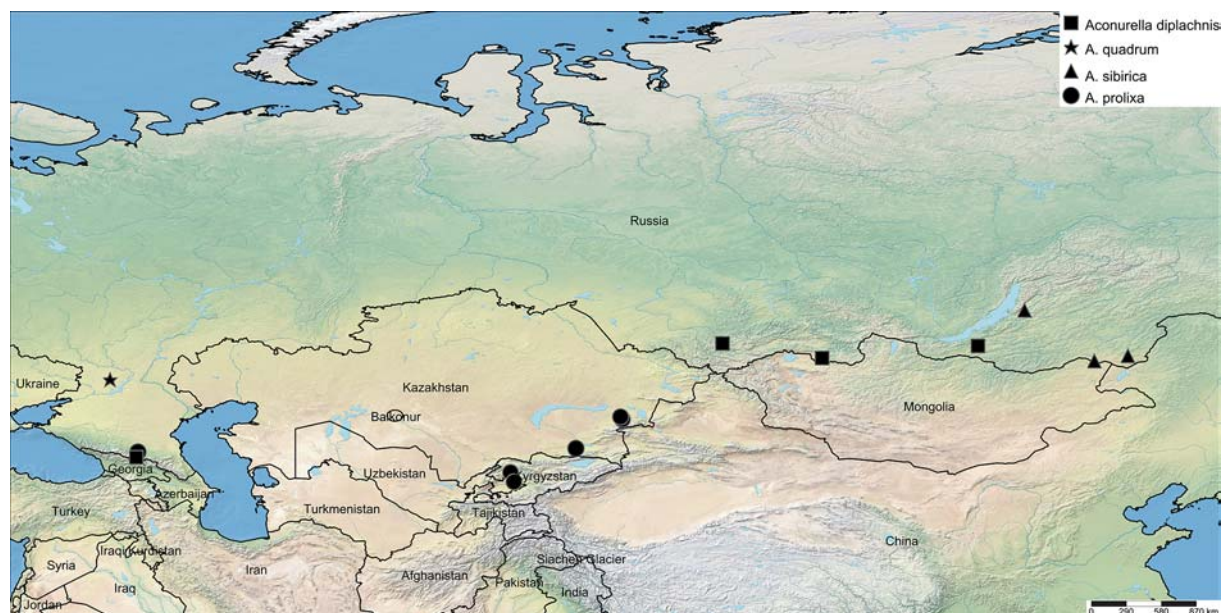 Aconurella diplachnis
A. quadrum
A. sibirica
A. prolixa
Russia
Ukraine
Kazakhstan
Baikonur
Mongolia
Georgia
Azerbaijan
Uzbekistan
Kyrgyzstan
Turkey
Turkmenistan
Tajikistan
China
Iraqi Kurdistan
Syria
Iran
Afghanistan
Siachen Glacier
Iraq
Pakistan
India
Jordan
0 290 580 870 km